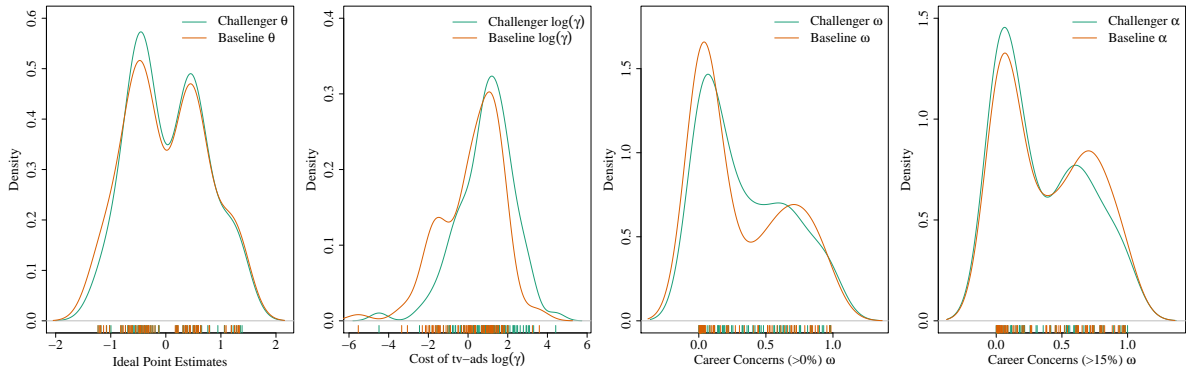 Challenger θ
Baseline θ
0.0 0.1 0.2 0.3 0.4 0.5 0.6
Density
−2 −1 0 1 2
Ideal Point Estimates
Challenger log(γ)
Baseline log(γ)
0.0 0.1 0.2 0.3 0.4
Density
−6 −4 −2 0 2 4 6
Cost of tv−ads log(γ)
Challenger ω
Baseline ω
0.0 0.5 1.0 1.5
Density
0.0 0.5 1.0
Career Concerns (>0%) ω
Challenger α
Baseline α
0.0 0.5 1.0 1.5
Density
0.0 0.5 1.0
Career Concerns (>15%) ω